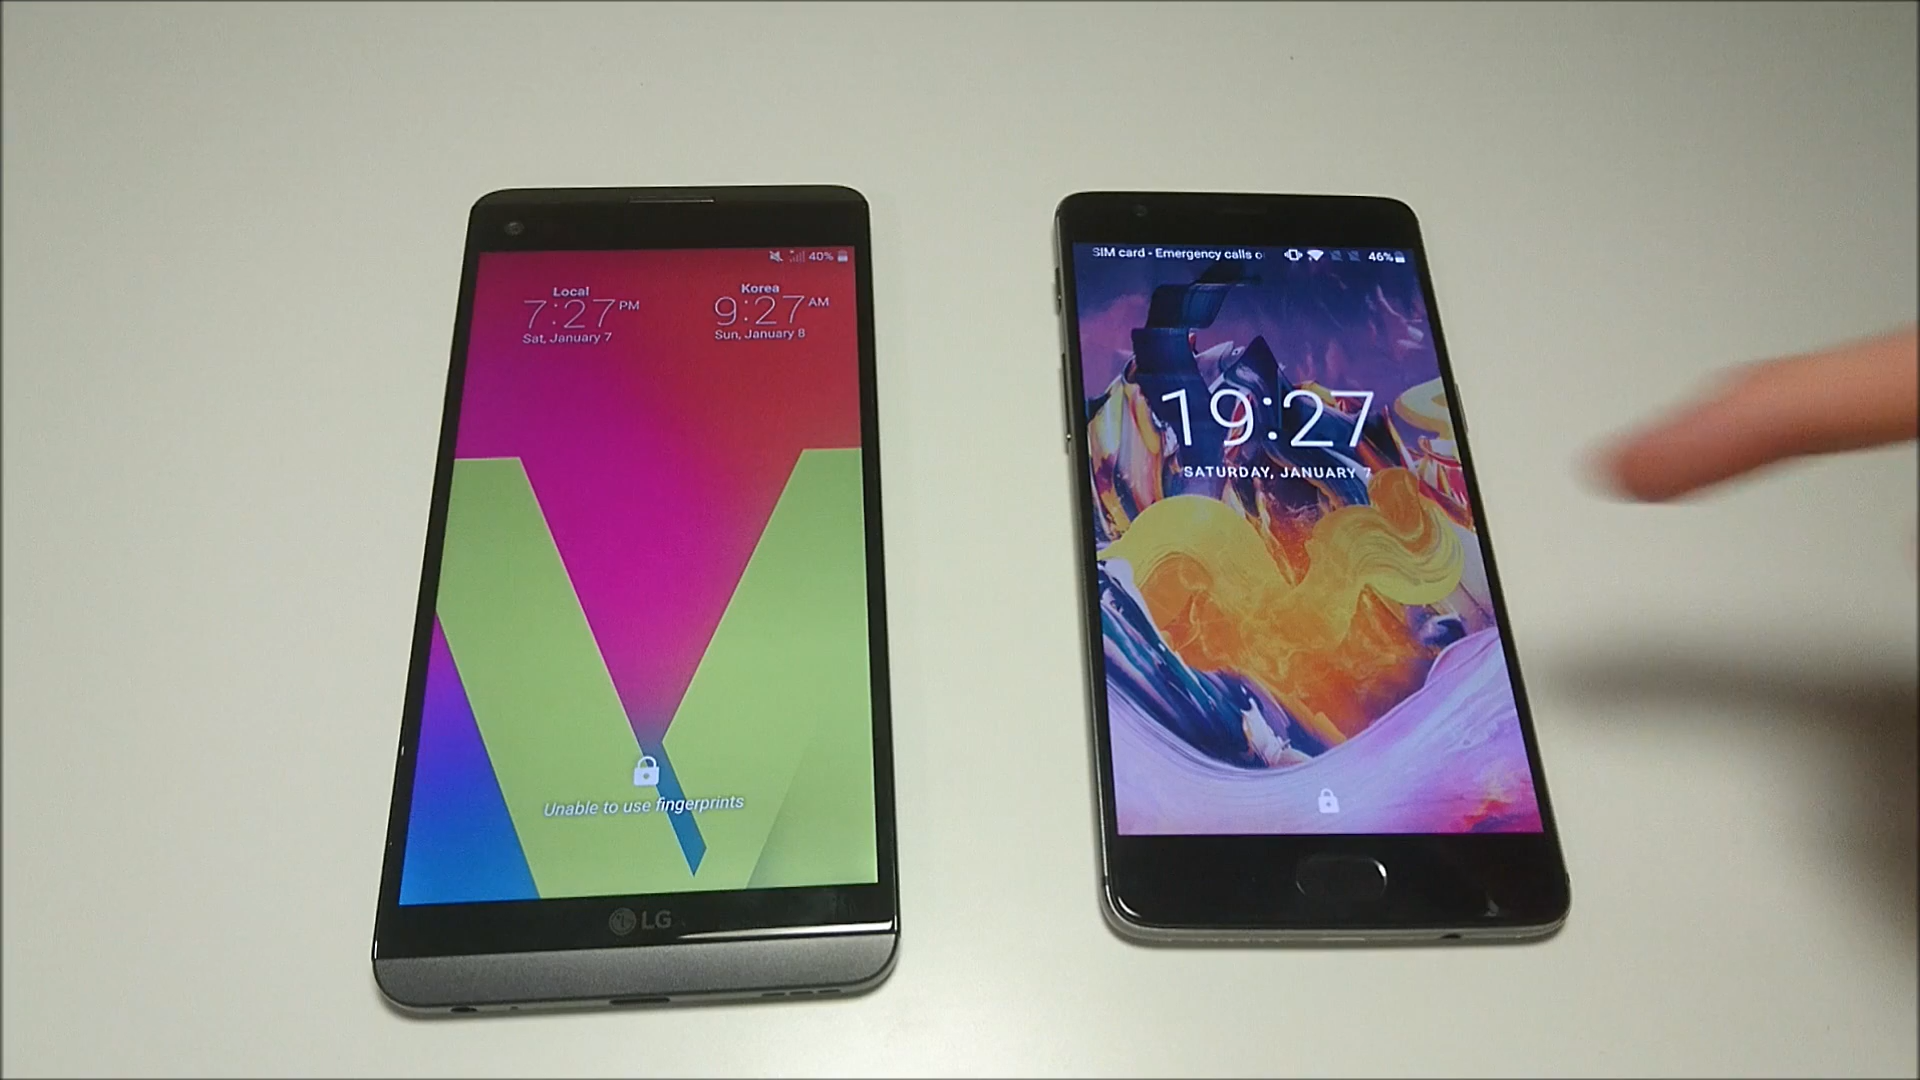 40%
Local
7:27 PM
Sat, January 7
Korea
9:27 AM
Sun, January 8
Unable to use fingerprints
LG
SIM card - Emergency calls o
46%
19:27
SATURDAY, JANUARY 7